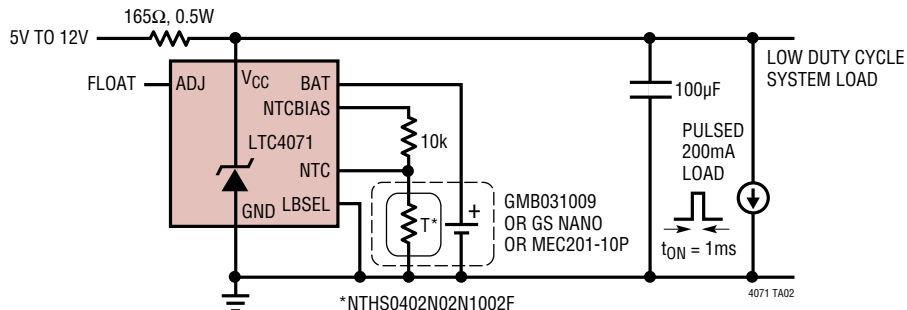 165Ω, 0.5W
5V TO 12V
FLOAT
ADJ
VCC
BAT
NTCBIAS
LTC4071
NTC
GND
LBSEL
10k
T*
+
GMB031009
OR GS NANO
OR MEC201-10P
100µF
LOW DUTY CYCLE
SYSTEM LOAD
PULSED
200mA
LOAD
tON = 1ms
4071 TA02
*NTHS0402N02N1002F